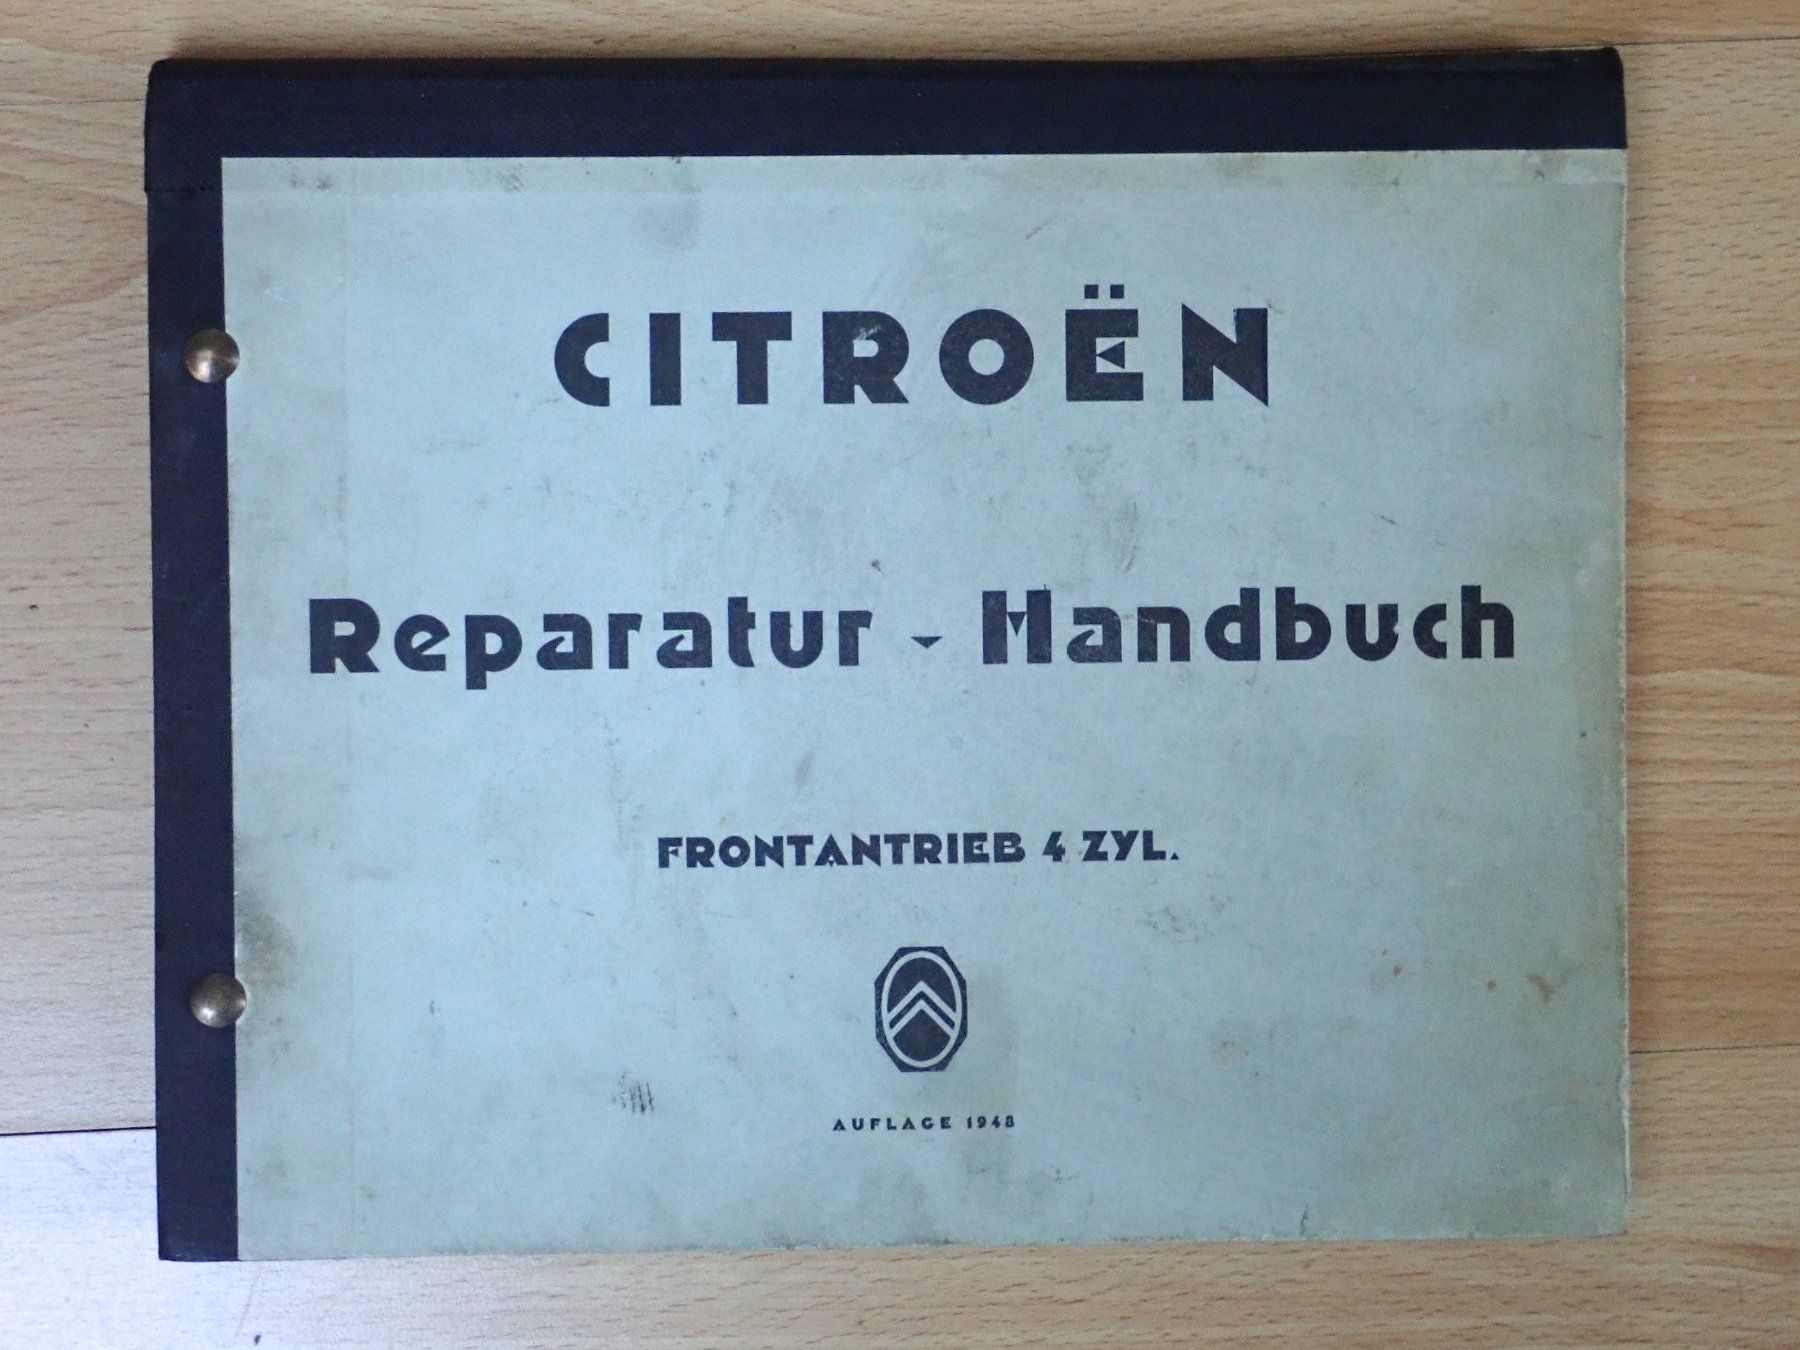 CITROËN
Reparatur - Handbuch
FRONTANTRIEB 4 ZYL.
AUFLAGE 1948